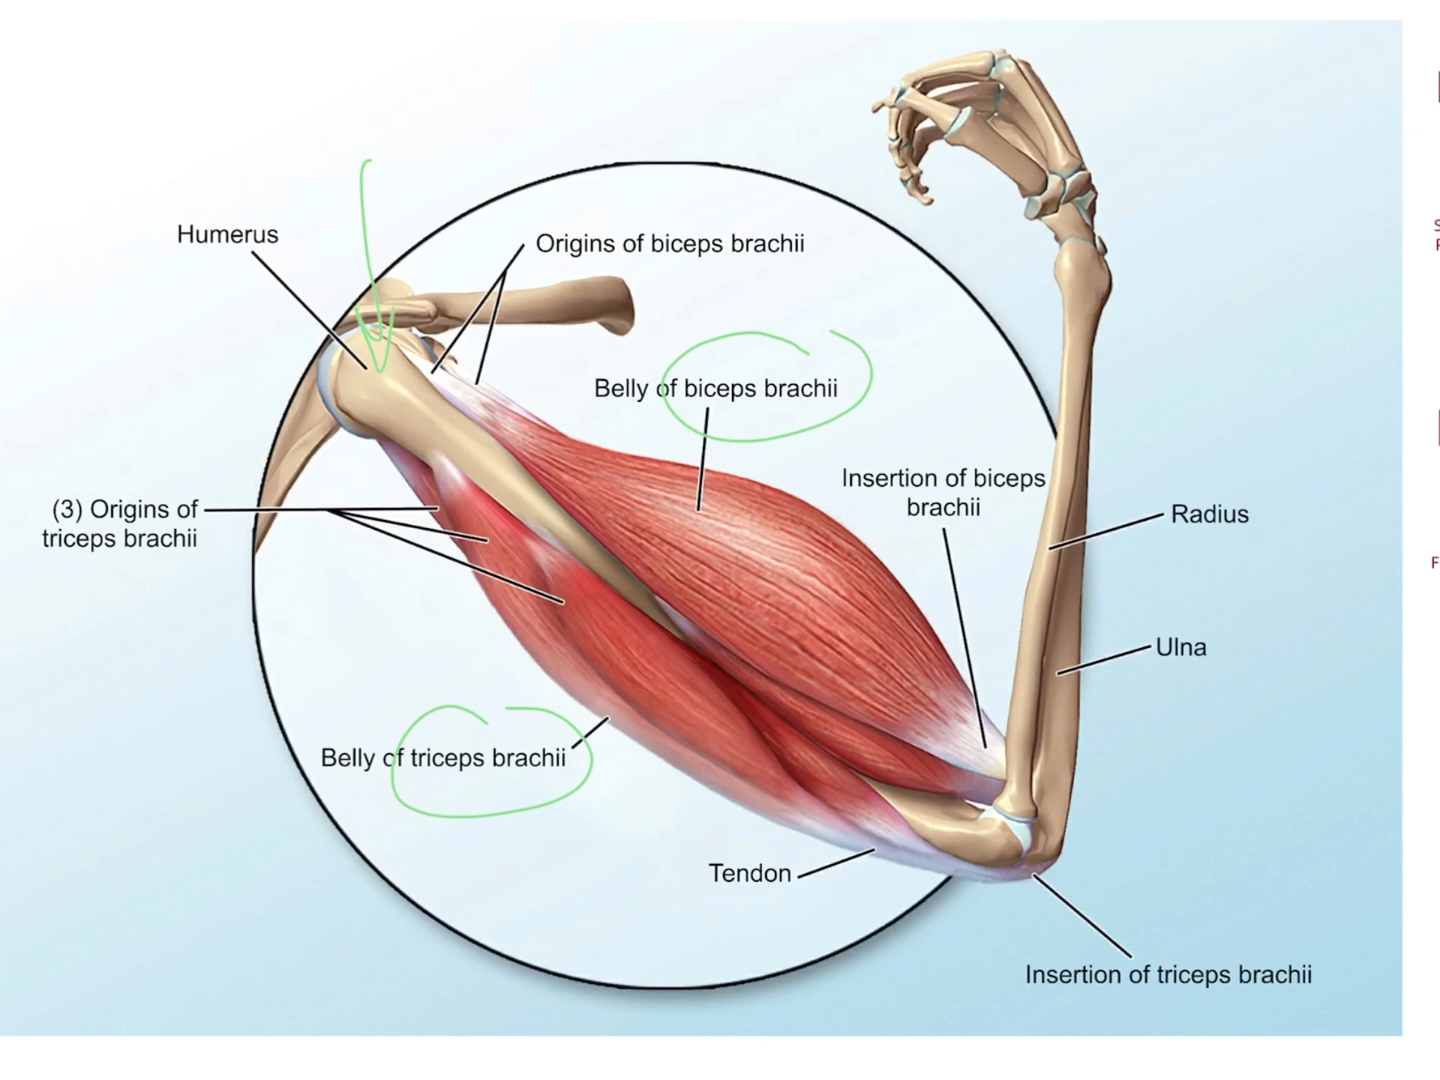 Humerus
Origins of biceps brachii
Belly of biceps brachii
Insertion of biceps
brachii
(3) Origins of
triceps brachii
Radius
Ulna
Belly of triceps brachii
Tendon
Insertion of triceps brachii